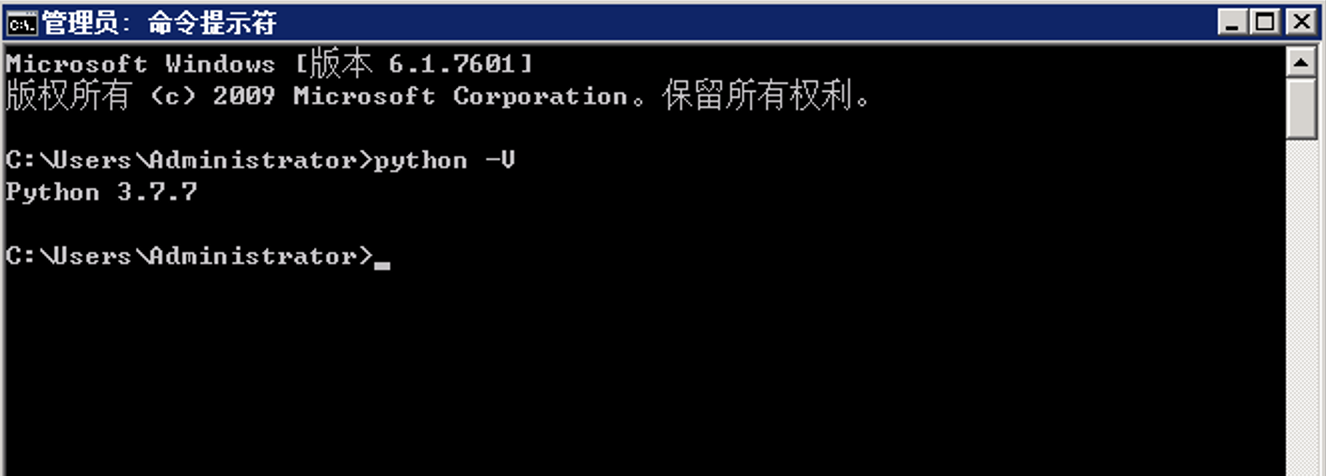 管理员: 命令提示符
Microsoft Windows [版本 6.1.7601]
版权所有 (c) 2009 Microsoft Corporation。保留所有权利。
C:\Users\Administrator>python -V
Python 3.7.7
C:\Users\Administrator>_